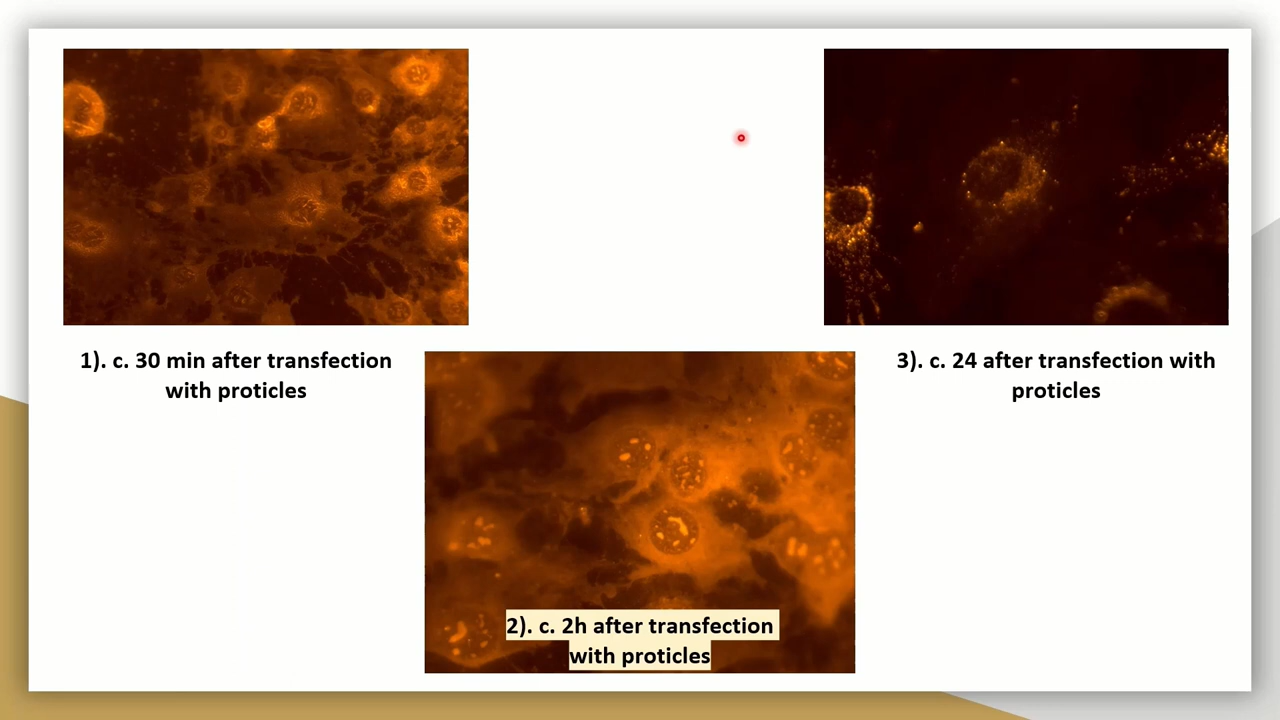 1). c. 30 min after transfection
with proticles
2). c. 2h after transfection
with proticles
3). c. 24 after transfection with
proticles